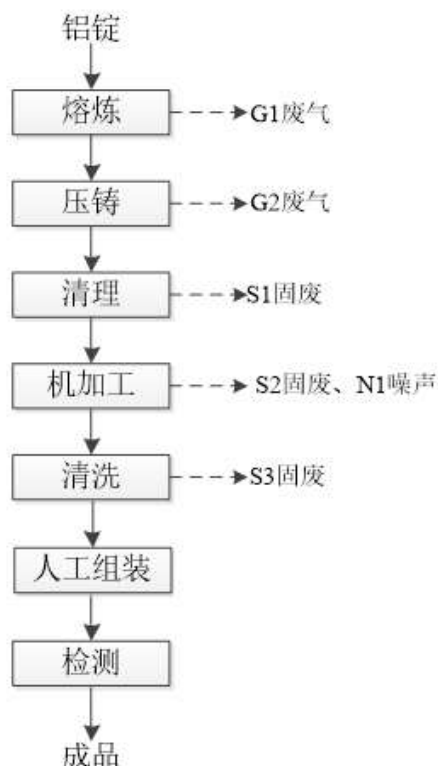 铝锭
熔炼
G1废气
压铸
G2废气
清理
S1固废
机加工
S2固废、N1噪声
清洗
S3固废
人工组装
检测
成品